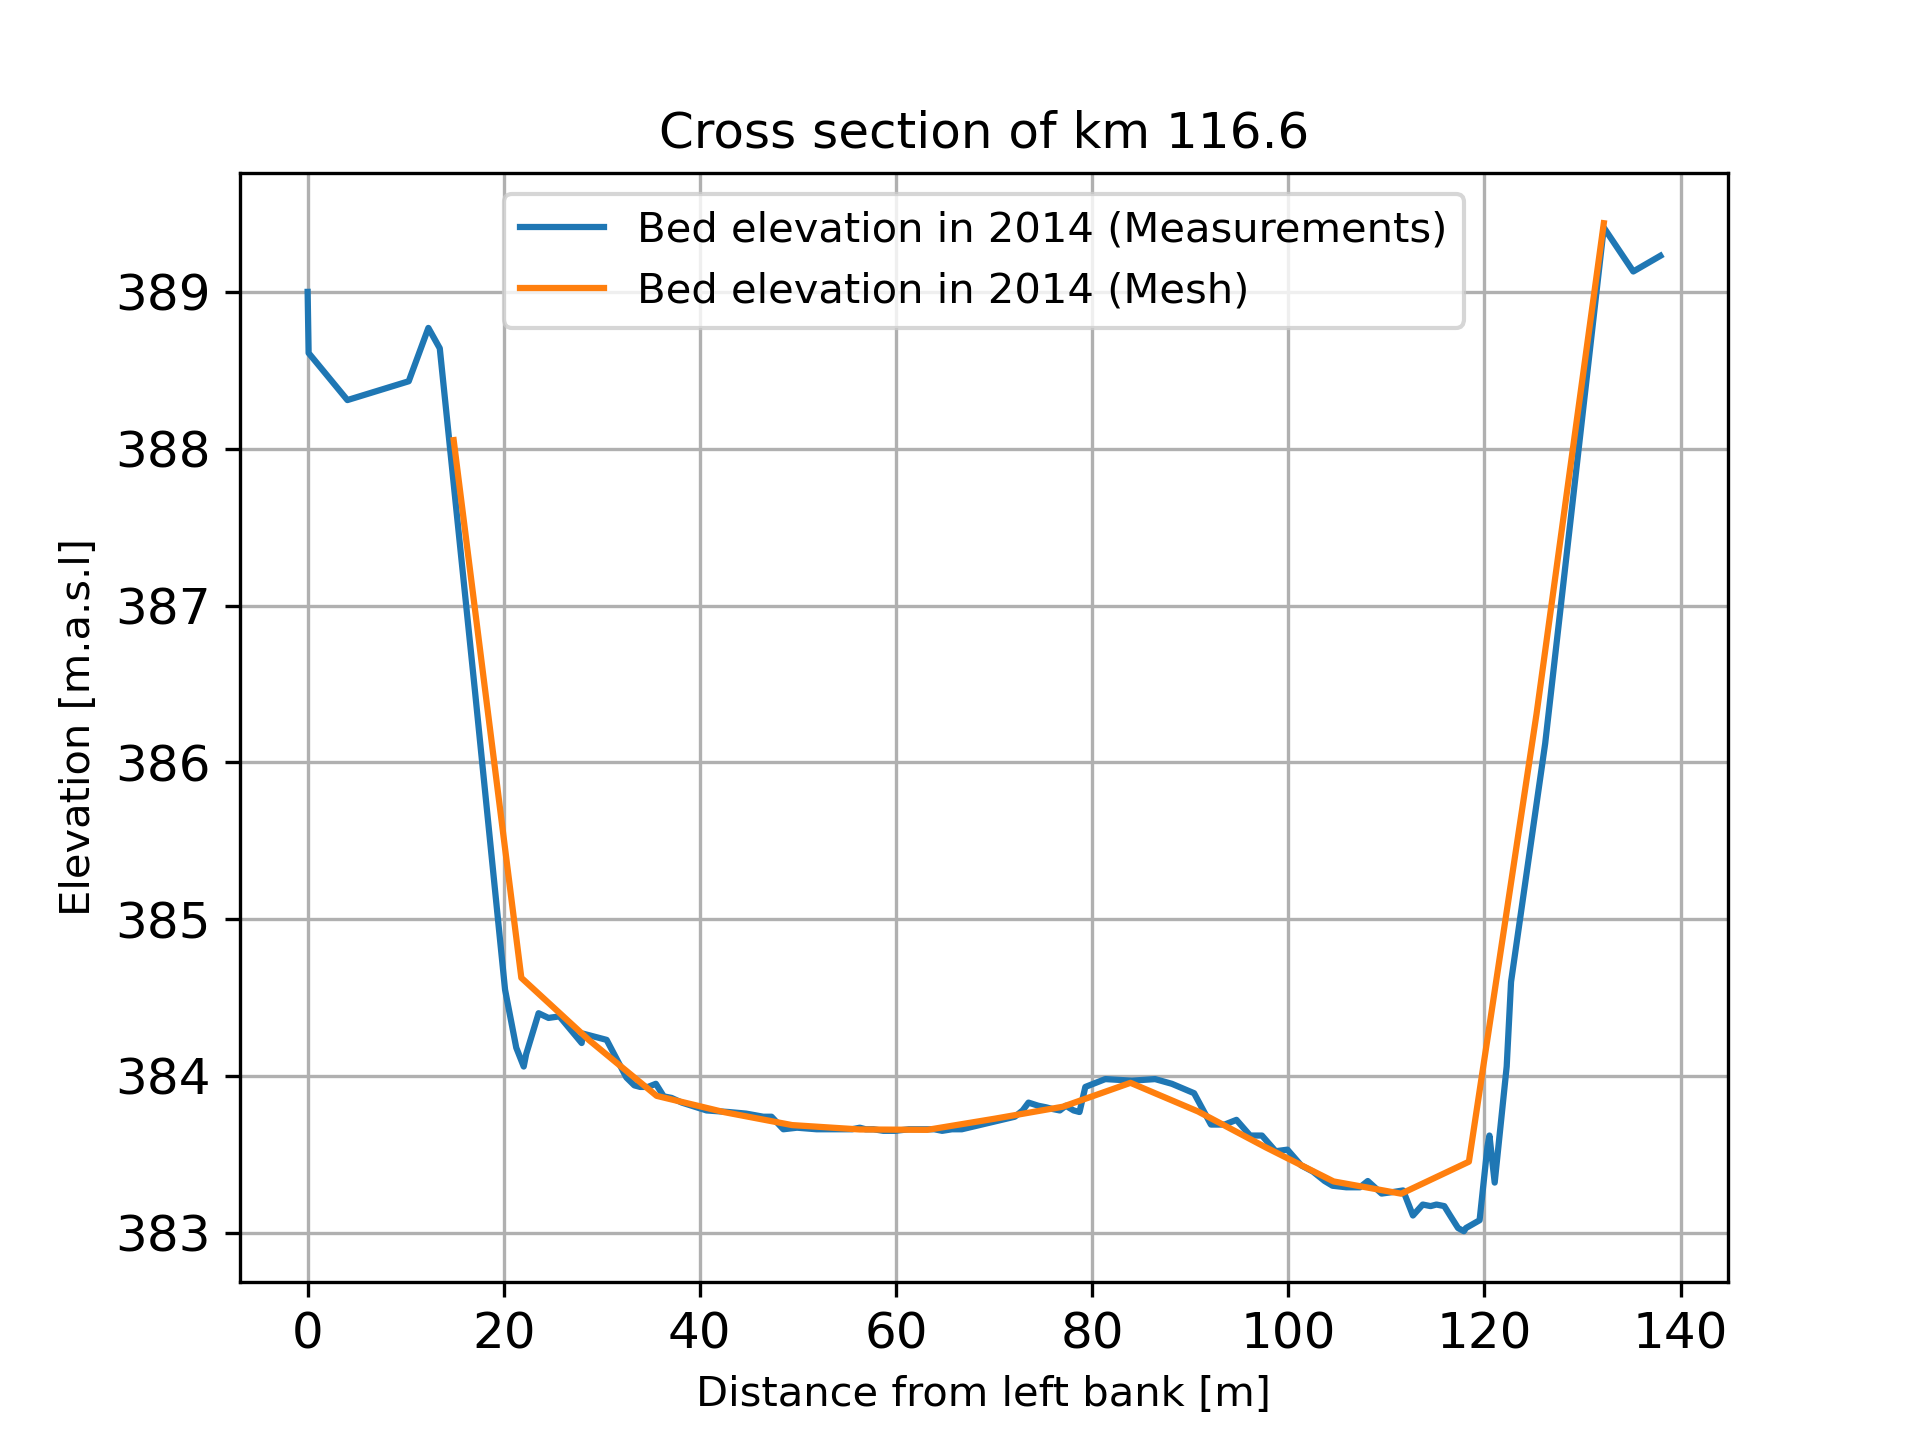 Cross section of km 116.6
Bed elevation in 2014 (Measurements)
Bed elevation in 2014 (Mesh)
389
388
387
386
385
384
383
Elevation [m.a.s.l]
0 20 40 60 80 100 120 140
Distance from left bank [m]